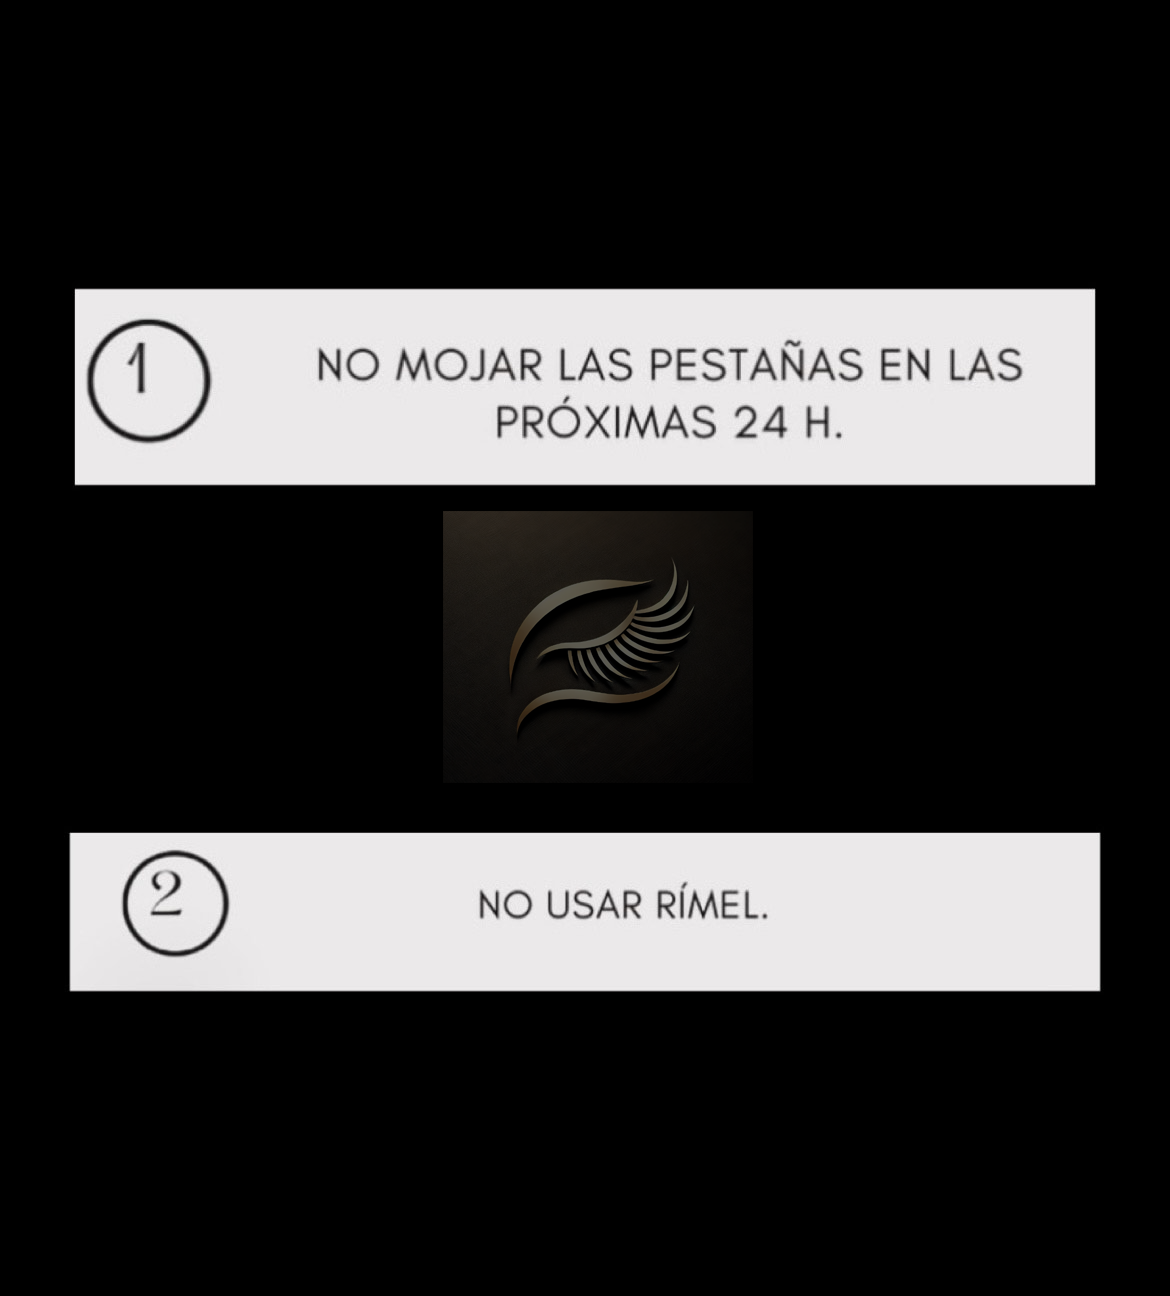 1
NO MOJAR LAS PESTAÑAS EN LAS
PRÓXIMAS 24 H.
2
NO USAR RÍMEL.